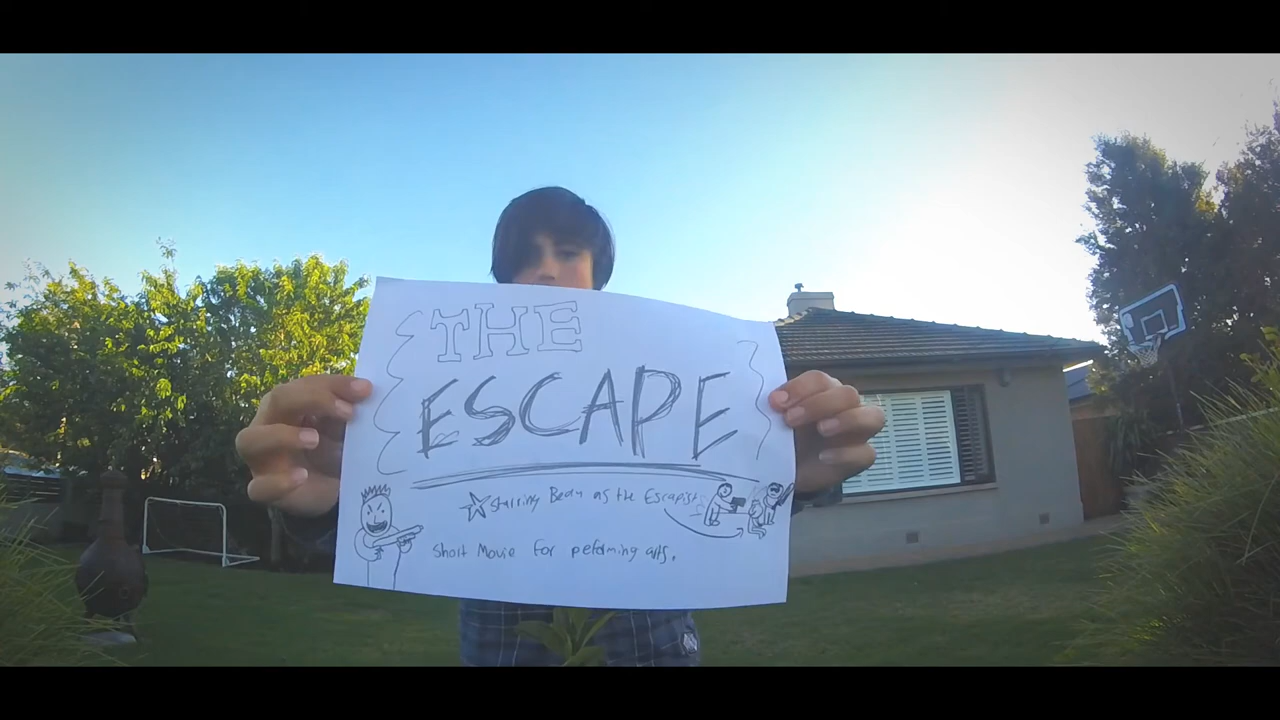 THE
ESCAPE
Starring Beau as the Escapist
Short Movie for peforming arts.